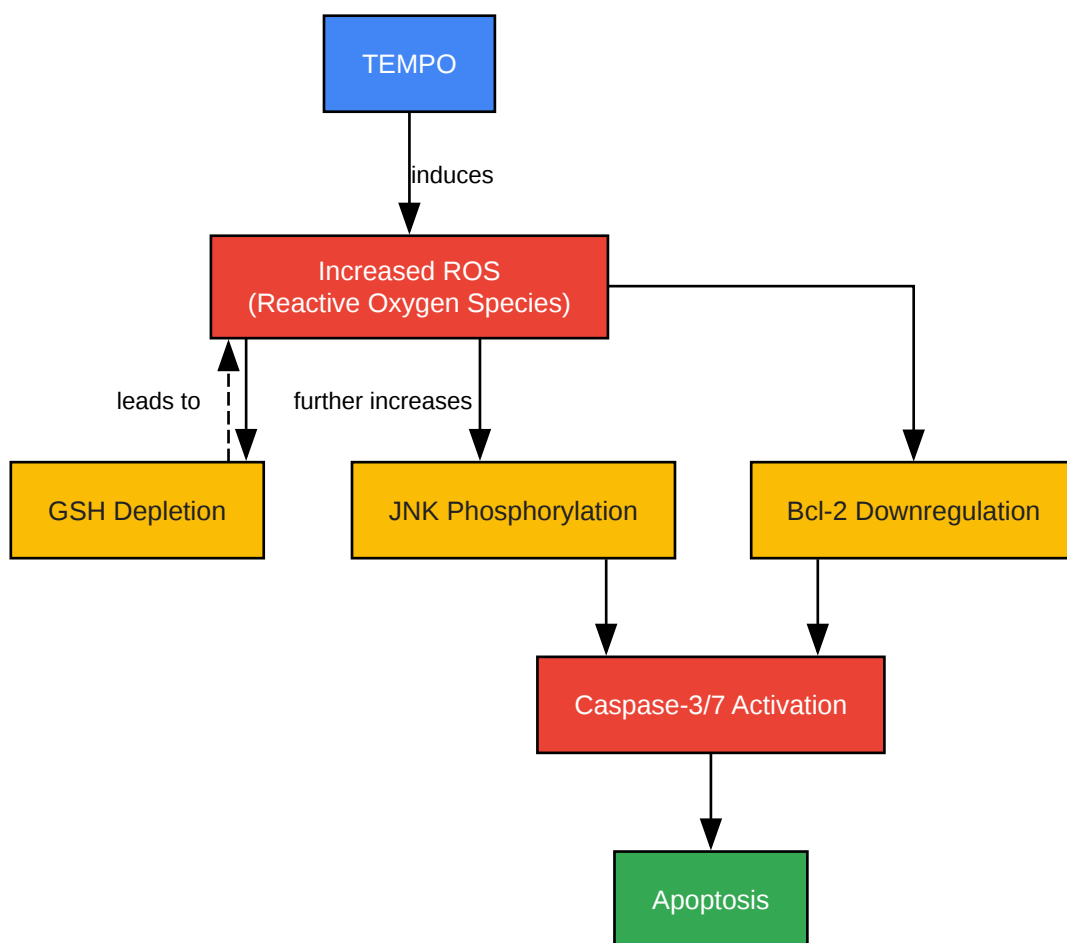 TEMPO
induces
Increased ROS
(Reactive Oxygen Species)
leads to
further increases
GSH Depletion
JNK Phosphorylation
Bcl-2 Downregulation
Caspase-3/7 Activation
Apoptosis